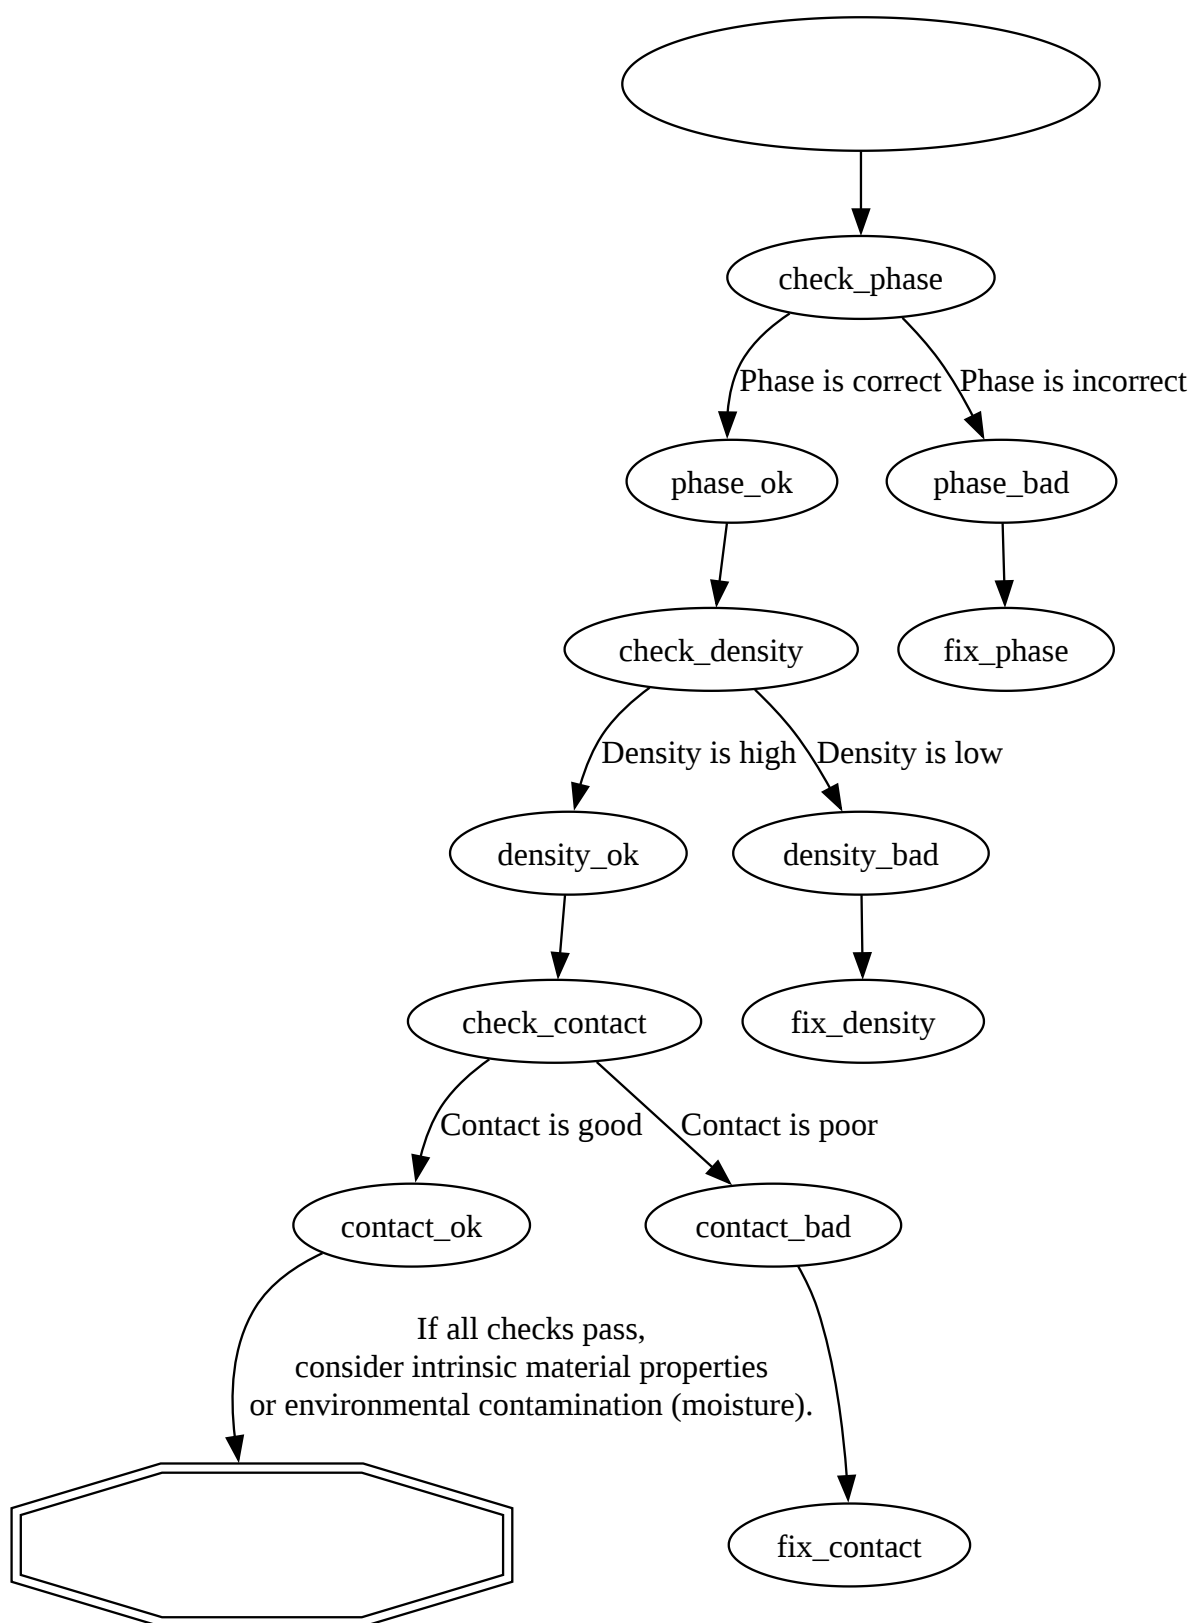 check_phase
Phase is correct
Phase is incorrect
phase_ok
phase_bad
check_density
fix_phase
Density is high
Density is low
density_ok
density_bad
check_contact
fix_density
Contact is good
Contact is poor
contact_ok
contact_bad
If all checks pass,
consider intrinsic material properties
or environmental contamination (moisture).
fix_contact